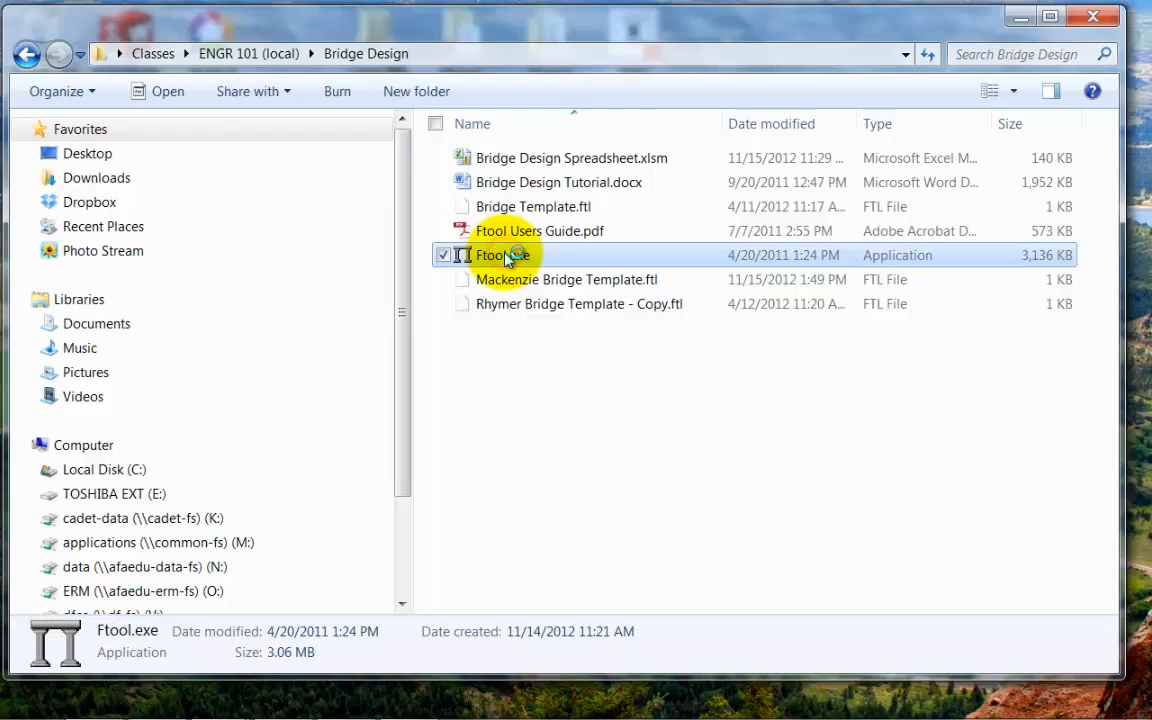 Classes ENGR 101 (local) Bridge Design
Search Bridge Design
Organize Open Share with Burn New folder
Name Date modified Type Size
Favorites
Desktop
Downloads
Dropbox
Recent Places
Photo Stream
Libraries
Documents
Music
Pictures
Videos
Computer
Local Disk (C:)
TOSHIBA EXT (E:)
cadet-data (\\cadet-fs) (K:)
applications (\\common-fs) (M:)
data (\\afaedu-data-fs) (N:)
ERM (\\afaedu-erm-fs) (O:)
Bridge Design Spreadsheet.xlsm 11/15/2012 11:29 ... Microsoft Excel M... 140 KB
Bridge Design Tutorial.docx 9/20/2011 12:47 PM Microsoft Word D... 1,952 KB
Bridge Template.ftl 4/11/2012 11:17 A... FTL File 1 KB
Ftool Users Guide.pdf 7/7/2011 2:55 PM Adobe Acrobat D... 573 KB
4/20/2011 1:24 PM Application 3,136 KB
Mackenzie Bridge Template.ftl 11/15/2012 1:49 PM FTL File 1 KB
Rhymer Bridge Template - Copy.ftl 4/12/2012 11:20 A... FTL File 1 KB
Ftool.exe Date modified: 4/20/2011 1:24 PM Date created: 11/14/2012 11:21 AM
Application Size: 3.06 MB